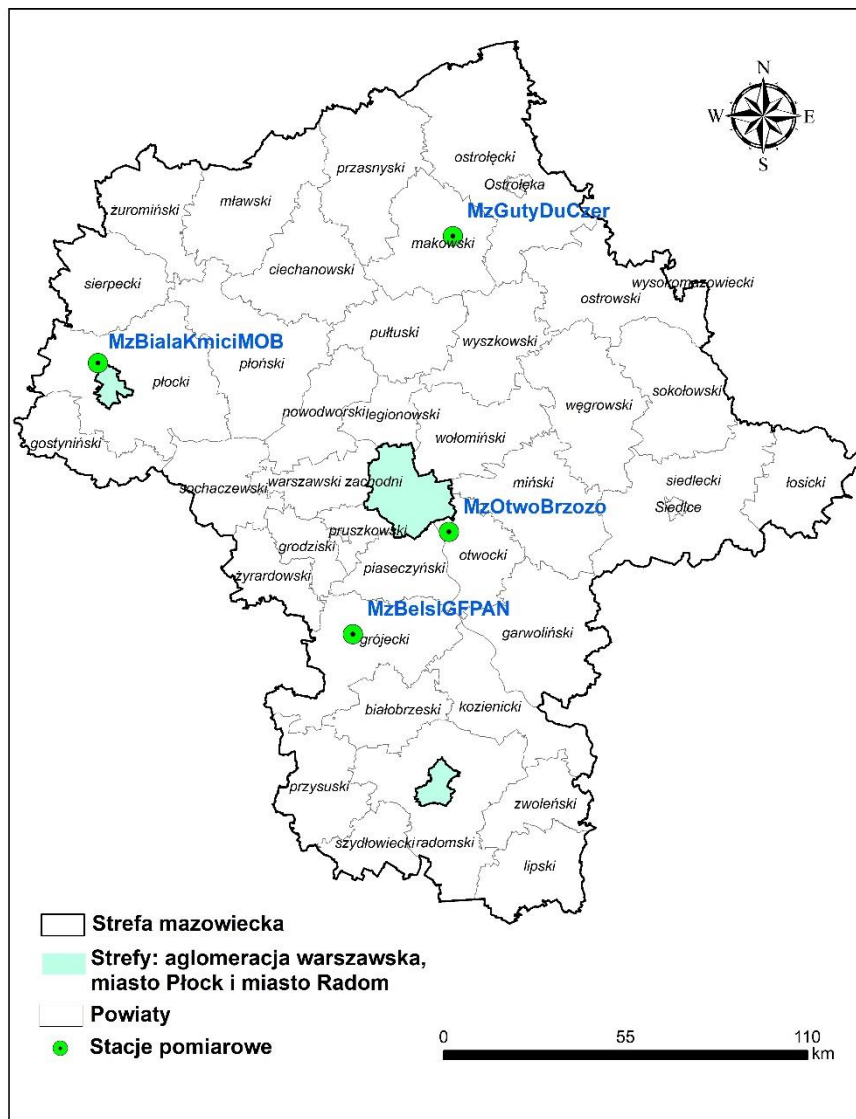 N
W E
S
ostrołęcki
przasnyski
Ostrołęka
mławski
żuromiński
MzGutyDuCzer
makowski
ciechanowski
sierpecki
wysokomazowiecki
ostrowski
pułtuski
MzBialaKmiciMOB
wyszkowski
płoński
płocki
sokołowski
węgrowski
nowodworski
legionowski
gostyniński
wołomiński
warszawski zachodni
miński
siedlecki
łosicki
sochaczewski
MzOtwoBrzozo
Siedlce
pruszkowski
grodziski
otwocki
piaseczyński
żyrardowski
MzBelsIGFPAN
garwoliński
grójecki
białobrzeski
kozienicki
przysuski
zwoleński
szydłowiecki
radomski
lipski
Strefa mazowiecka
Strefy: aglomeracja warszawska,
miasto Płock i miasto Radom
Powiaty
Stacje pomiarowe
0 55 110
km